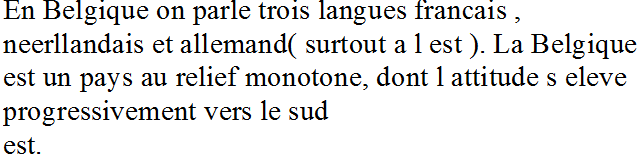 En Belgique on parle trois langues francais ,
neerllandais et allemand( surtout a l est ). La Belgique
est un pays au relief monotone, dont l attitude s eleve
progressivement vers le sud
est.